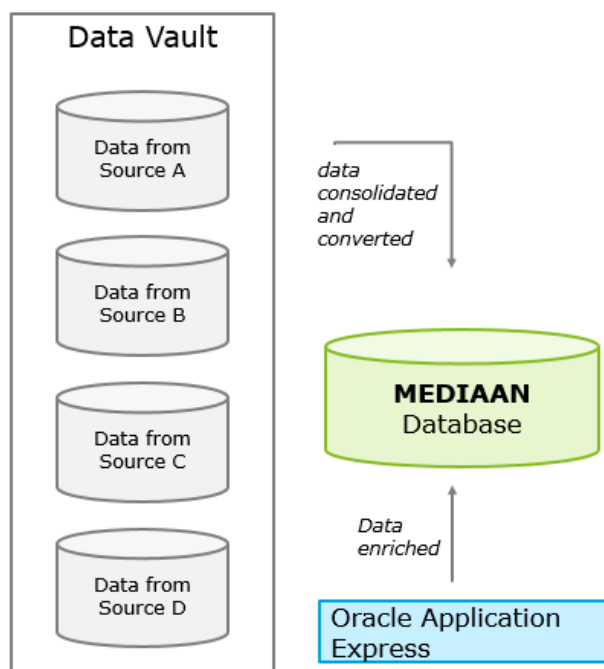 Data Vault
Data from
Source A
Data from
Source B
Data from
Source C
Data from
Source D
data
consolidated
and
converted
MEDIAAN
Database
Data
enriched
Oracle Application
Express